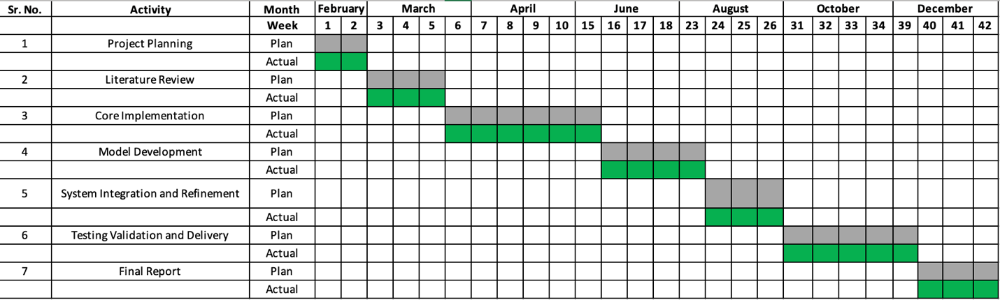 Sr. No. Activity Month February March April June August October December
Week 1 2 3 4 5 6 7 8 9 10 15 16 17 18 23 24 25 26 31 32 33 34 39 40 41 42
1 Project Planning Plan
Actual
2 Literature Review Plan
Actual
3 Core Implementation Plan
Actual
4 Model Development Plan
Actual
5 System Integration and Refinement Plan
Actual
6 Testing Validation and Delivery Plan
Actual
7 Final Report Plan
Actual